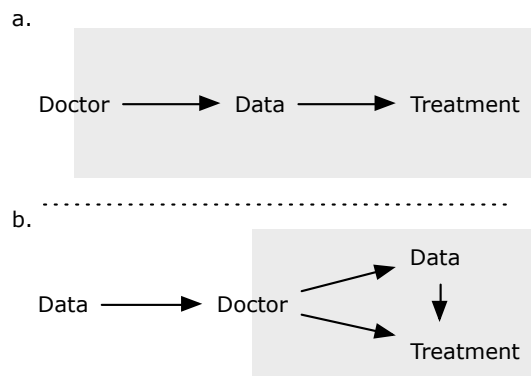 a.
Doctor Data Treatment
b.
Data
Data Doctor
Treatment